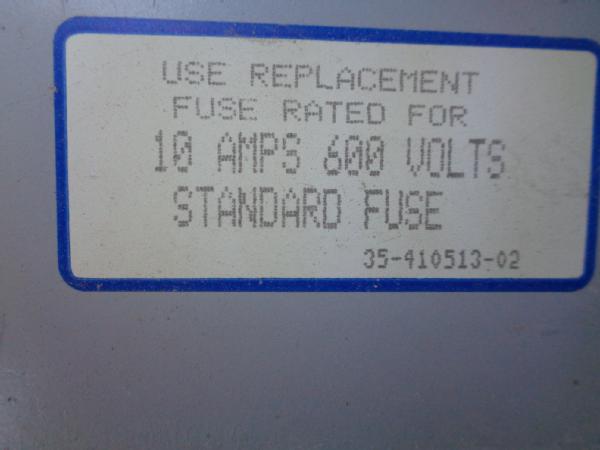 USE REPLACEMENT
FUSE RATED FOR
10 AMPS 600 VOLTS
STANDARD FUSE
35-410513-02